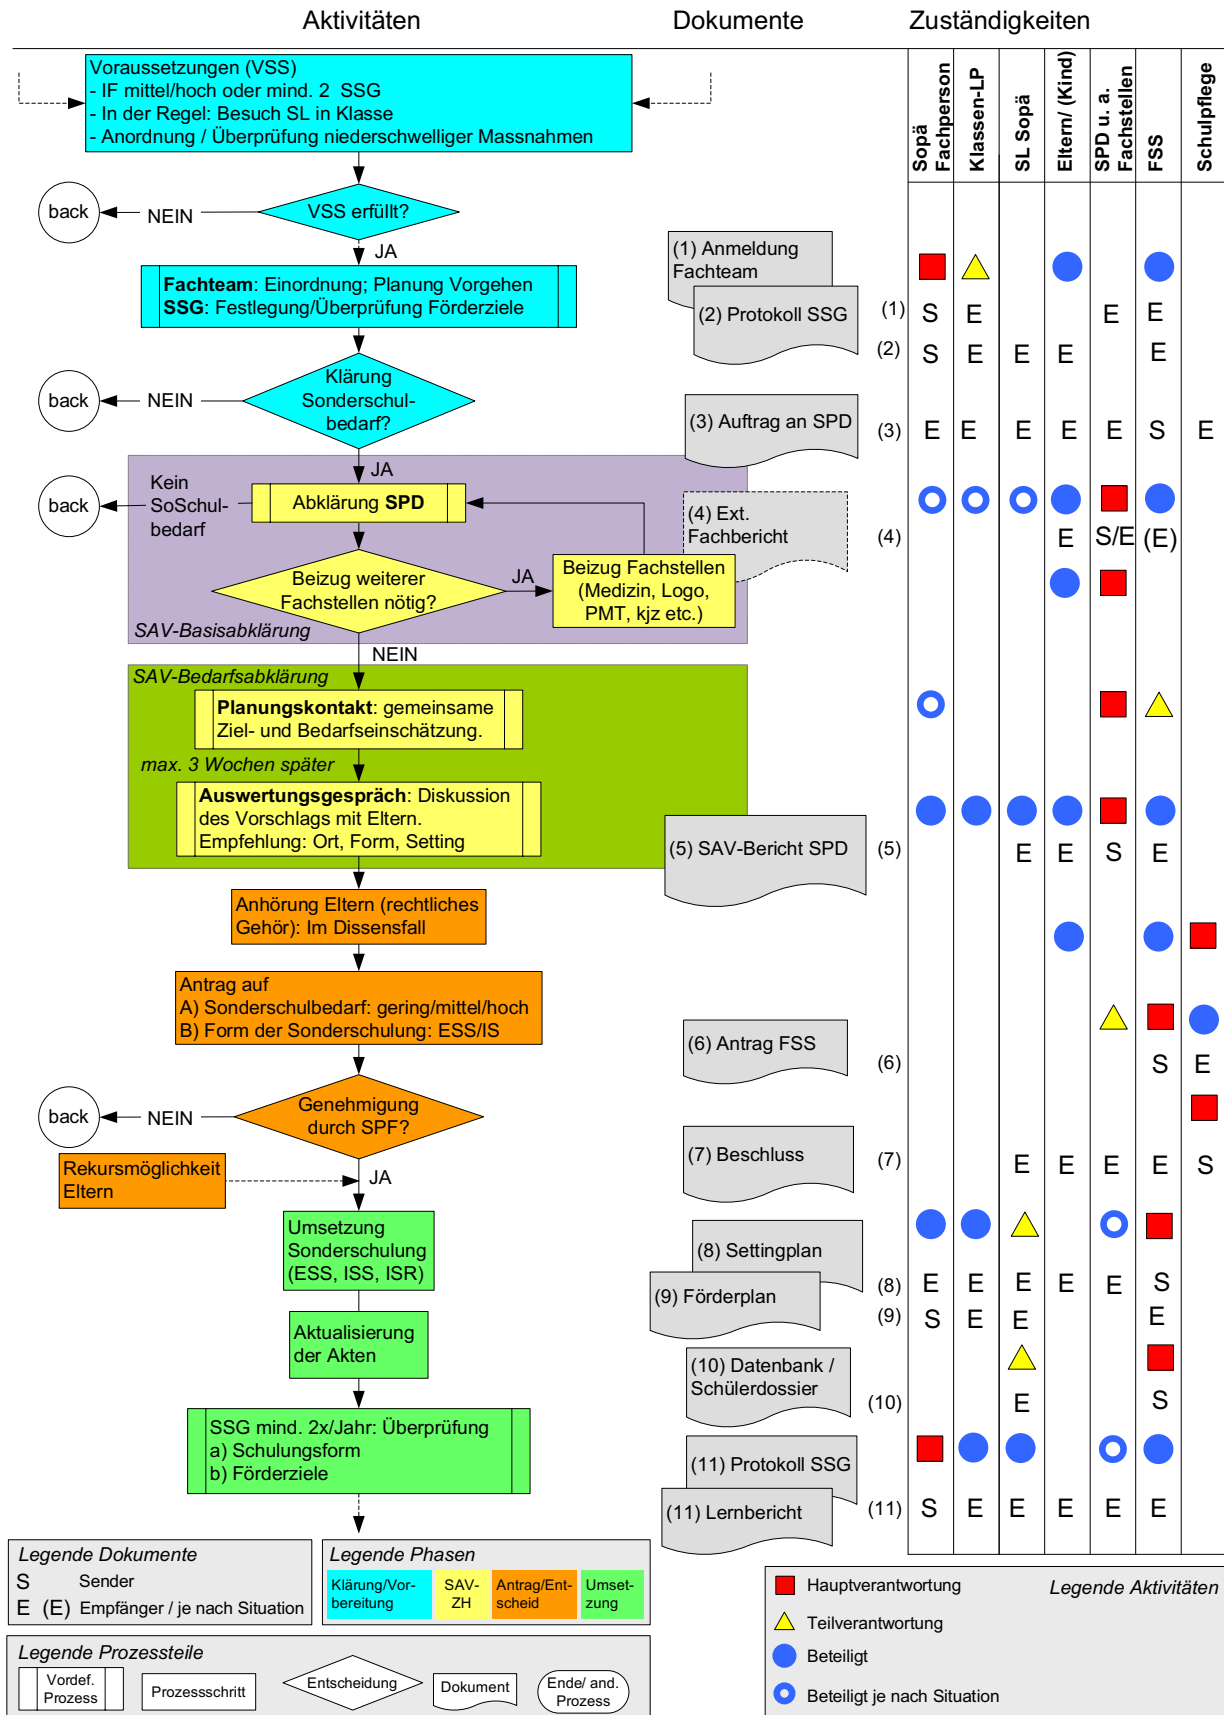 Aktivitäten
Dokumente
Zuständigkeiten
Sopä
Fachperson
Klassen-LP
SL Sopä
Eltern/ (Kind)
SPD u. a.
Fachstellen
FSS
Schulpflege
Voraussetzungen (VSS)
- IF mittel/hoch oder mind. 2  SSG
- In der Regel: Besuch SL in Klasse
- Anordnung / Überprüfung niederschwelliger Massnahmen
VSS erfüllt?
NEIN
back
JA
Fachteam: Einordnung; Planung Vorgehen
SSG: Festlegung/Überprüfung Förderziele
(1) Anmeldung
Fachteam
(2) Protokoll SSG
(1) S E E E
(2) S E E E E
Klärung
Sonderschul-
bedarf?
NEIN
back
JA
(3) Auftrag an SPD
(3) E E E E E S E
Kein
SoSchul-
bedarf
back
Abklärung SPD
(4) Ext.
Fachbericht
(4) E S/E (E)
Beizug weiterer
Fachstellen nötig?
JA
Beizug Fachstellen
(Medizin, Logo,
PMT, kjz etc.)
SAV-Basisabklärung
NEIN
SAV-Bedarfsabklärung
Planungskontakt: gemeinsame
Ziel- und Bedarfseinschätzung.
max. 3 Wochen später
Auswertungsgespräch: Diskussion
des Vorschlags mit Eltern.
Empfehlung: Ort, Form, Setting
(5) SAV-Bericht SPD
(5) E E S E
Anhörung Eltern (rechtliches
Gehör): Im Dissensfall
Antrag auf
A) Sonderschulbedarf: gering/mittel/hoch
B) Form der Sonderschulung: ESS/IS
(6) Antrag FSS
(6) S E
Genehmigung
durch SPF?
NEIN
back
JA
Rekursmöglichkeit
Eltern
(7) Beschluss
(7) E E E E S
Umsetzung
Sonderschulung
(ESS, ISS, ISR)
(8) Settingplan
(9) Förderplan
(8) E E E E E S
(9) S E E E
Aktualisierung
der Akten
(10) Datenbank /
Schülerdossier
(10) E S
SSG mind. 2x/Jahr: Überprüfung
a) Schulungsform
b) Förderziele
(11) Protokoll SSG
(11) Lernbericht
(11) S E E E E E
Legende Dokumente
S Sender
E (E) Empfänger / je nach Situation
Legende Phasen
Klärung/Vor-
bereitung
SAV-
ZH
Antrag/Ent-
scheid
Umset-
zung
Legende Prozessteile
Vordef.
Prozess
Prozessschritt
Entscheidung
Dokument
Ende/ and.
Prozess
Legende Aktivitäten
Hauptverantwortung
Teilverantwortung
Beteiligt
Beteiligt je nach Situation